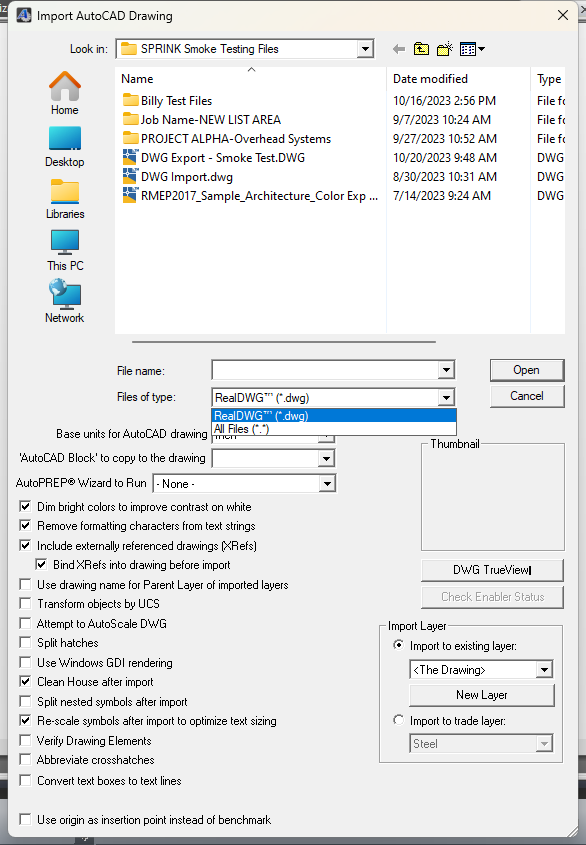 Import AutoCAD Drawing
Look in: SPRINK Smoke Testing Files
Name Date modified Type
Billy Test Files 10/16/2023 2:56 PM File fo
Job Name-NEW LIST AREA 9/7/2023 10:24 AM File fo
PROJECT ALPHA-Overhead Systems 9/27/2023 10:52 AM File fo
DWG Export - Smoke Test.DWG 10/20/2023 9:48 AM DWG
DWG Import.dwg 8/30/2023 10:31 AM DWG
RMEP2017_Sample_Architecture_Color Exp ... 7/14/2023 9:24 AM DWG
Home
Desktop
Libraries
This PC
Network
File name: Open
Files of type: RealDWG™ (*.dwg) Cancel
RealDWG™ (*.dwg)
All Files (*.*)
Base units for AutoCAD drawing
'AutoCAD Block' to copy to the drawing
AutoPREP® Wizard to Run - None -
Dim bright colors to improve contrast on white
Remove formatting characters from text strings
Include externally referenced drawings (XRefs)
Bind XRefs into drawing before import
Use drawing name for Parent Layer of imported layers
Transform objects by UCS
Attempt to AutoScale DWG
Split hatches
Use Windows GDI rendering
Clean House after import
Split nested symbols after import
Re-scale symbols after import to optimize text sizing
Verify Drawing Elements
Abbreviate crosshatches
Convert text boxes to text lines
Use origin as insertion point instead of benchmark
Thumbnail
DWG TrueView
Check Enabler Status
Import Layer
Import to existing layer:
<The Drawing>
New Layer
Import to trade layer:
Steel